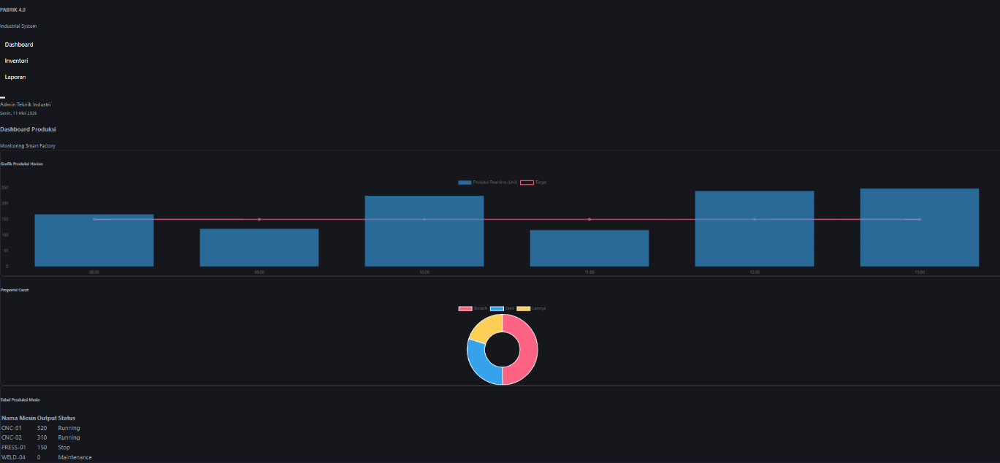 PABRIK 4.0
Industrial System
Dashboard
Inventori
Laporan
Admin Teknik Industri
Senin, 11 Mei 2026
Dashboard Produksi
Monitoring Smart Factory
Grafik Produksi Harian
Produksi Real-time (Unit) Target
250
200
150
100
50
0
08:00 09:00 10:00 11:00 12:00 13:00
Proporsi Cacat
Scratch Dent Lainnya
Tabel Produksi Mesin
Nama Mesin Output Status
CNC-01 320 Running
CNC-02 310 Running
PRESS-01 150 Stop
WELD-04 0 Maintenance